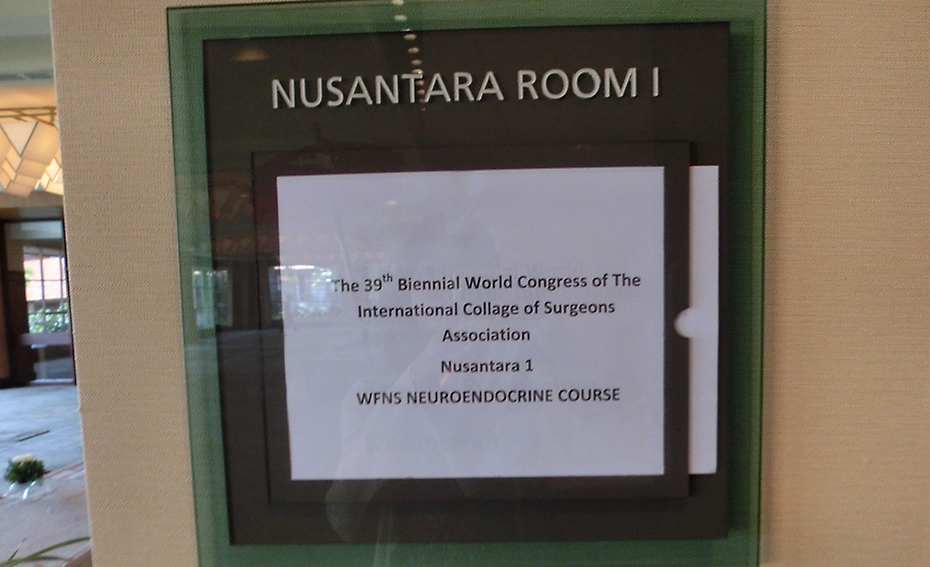 NUSANTARA ROOM I
The 39th Biennial World Congress of The
International Collage of Surgeons
Association
Nusantara 1
WFNS NEUROENDOCRINE COURSE